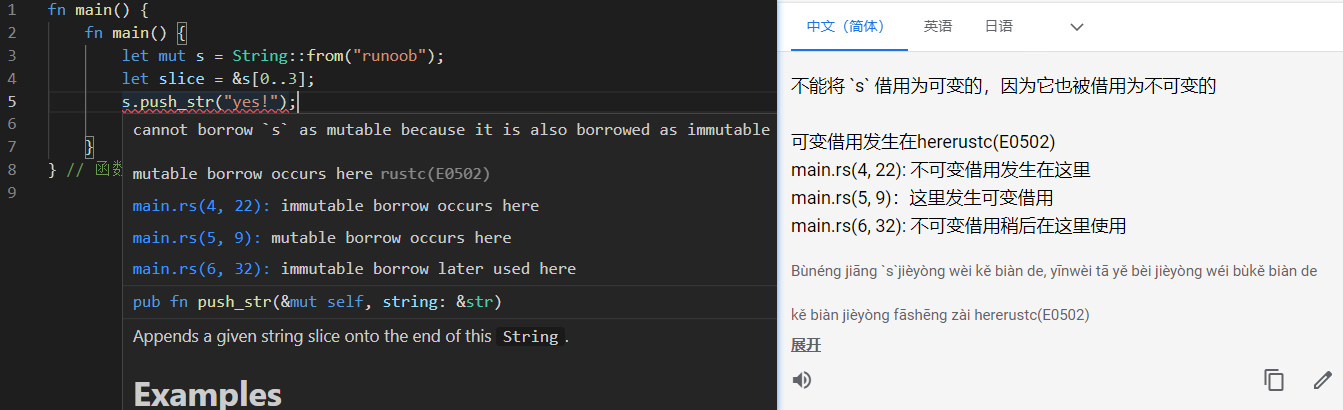 1 fn main() {
2 fn main() {
3 let mut s = String::from("runoob");
4 let slice = &s[0..3];
5 s.push_str("yes!");
6
7 }
8 } // 函数
9
cannot borrow `s` as mutable because it is also borrowed as immutable
mutable borrow occurs here rustc(E0502)
main.rs(4, 22): immutable borrow occurs here
main.rs(5, 9): mutable borrow occurs here
main.rs(6, 32): immutable borrow later used here
pub fn push_str(&mut self, string: &str)
Appends a given string slice onto the end of this String.
Examples
中文（简体） 英语 日语
不能将 `s` 借用为可变的，因为它也被借用为不可变的
可变借用发生在hererustc(E0502)
main.rs(4, 22): 不可变借用发生在这里
main.rs(5, 9)：这里发生可变借用
main.rs(6, 32): 不可变借用稍后在这里使用
Bùnéng jiāng `s`jièyòng wèi kě biàn de, yīnwèi tā yě bèi jièyòng wéi bùkě biàn de
kě biàn jièyòng fāshēng zài hererustc(E0502)
展开